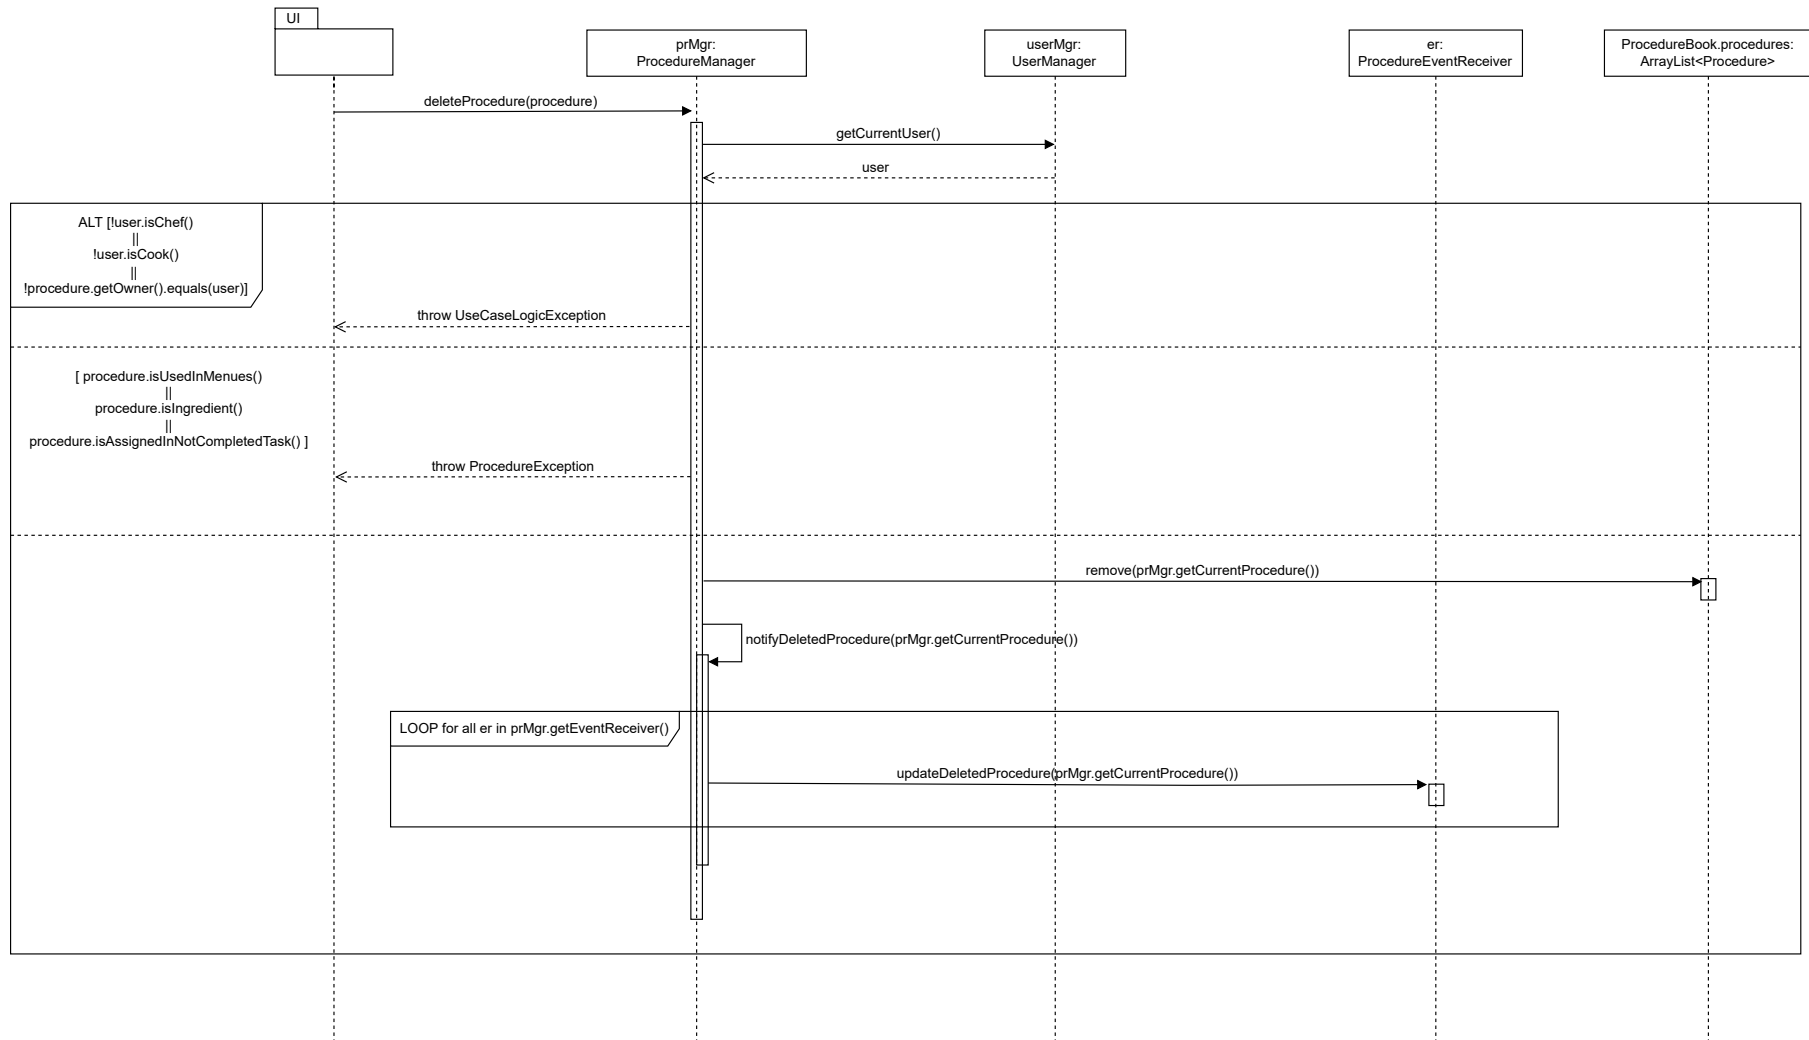 UI
prMgr:
ProcedureManager
userMgr:
UserManager
er:
ProcedureEventReceiver
ProcedureBook.procedures:
ArrayList<Procedure>
deleteProcedure(procedure)
getCurrentUser()
user
ALT [!user.isChef()
||
!user.isCook()
||
!procedure.getOwner().equals(user)]
throw UseCaseLogicException
[ procedure.isUsedInMenues()
||
procedure.isIngredient()
||
procedure.isAssignedInNotCompletedTask() ]
throw ProcedureException
remove(prMgr.getCurrentProcedure())
notifyDeletedProcedure(prMgr.getCurrentProcedure())
LOOP for all er in prMgr.getEventReceiver()
updateDeletedProcedure(prMgr.getCurrentProcedure())